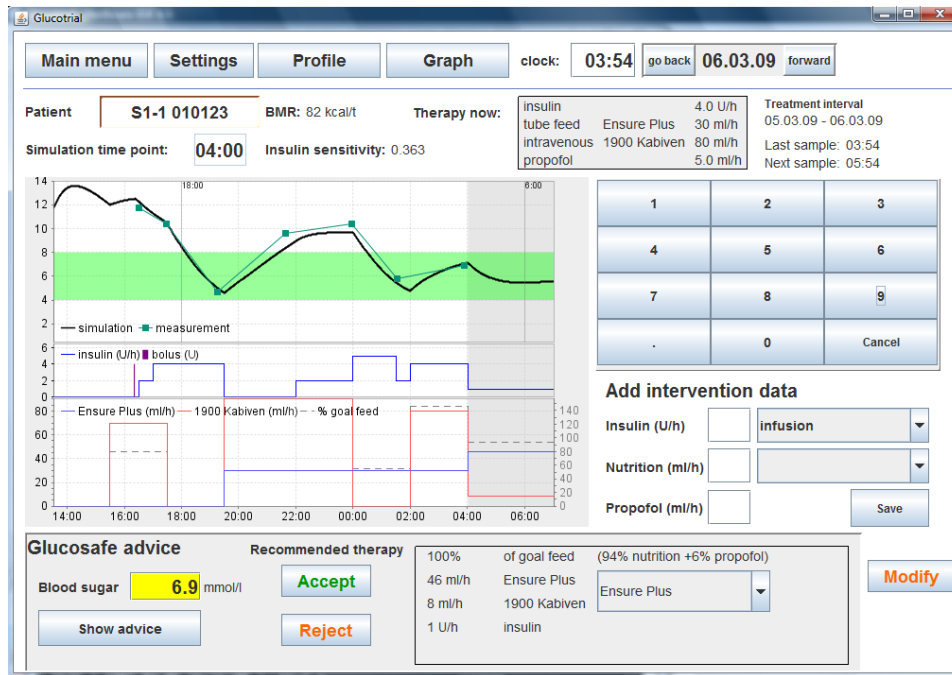 Glucotrial
Main menu Settings Profile Graph clock: 03:54 go back 06.03.09 forward
Patient S1-1 010123 BMR: 82 kcal/t Therapy now:
insulin 4.0 U/h
tube feed Ensure Plus 30 ml/h
intravenous 1900 Kabiven 80 ml/h
propofol 5.0 ml/h
Treatment interval
05.03.09 - 06.03.09
Last sample: 03:54
Next sample: 05:54
Simulation time point: 04:00 Insulin sensitivity: 0.363
14
12
10
8
6
4
2
18:00 6:00
simulation measurement
6
4
2
0
insulin (U/h) bolus (U)
80
60
40
20
0
Ensure Plus (ml/h) 1900 Kabiven (ml/h) % goal feed
140
120
100
80
60
40
20
0
14:00 16:00 18:00 20:00 22:00 00:00 02:00 04:00 06:00
1 2 3
4 5 6
7 8 9
. 0 Cancel
Add intervention data
Insulin (U/h) infusion
Nutrition (ml/h)
Propofol (ml/h) Save
Glucosafe advice
Blood sugar 6.9 mmol/l
Show advice
Recommended therapy
Accept
Reject
100% of goal feed (94% nutrition +6% propofol)
46 ml/h Ensure Plus Ensure Plus
8 ml/h 1900 Kabiven
1 U/h insulin
Modify